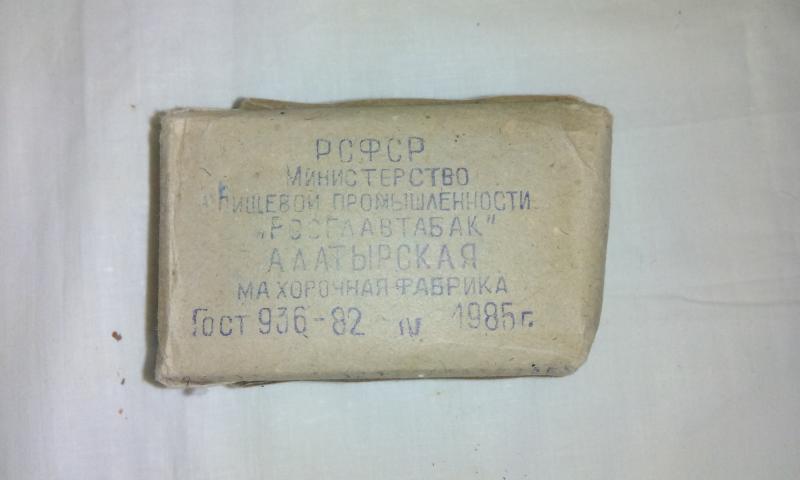 РСФСР
МИНИСТЕРСТВО
ПИЩЕВОЙ ПРОМЫШЛЕННОСТИ
„РОСГЛАВТАБАК"
АЛАТЫРСКАЯ
МАХОРОЧНАЯ ФАБРИКА
ГОСТ 936-82 IV 1985г.